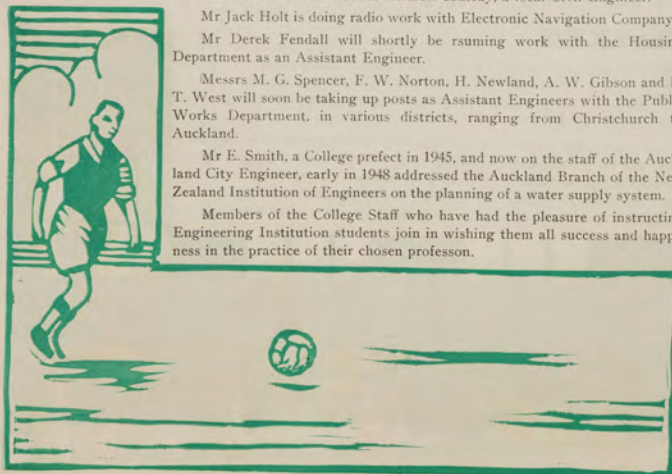 Mr Jack Holt is doing radio work with Electronic Navigation Company
Mr Derek Fendall will shortly be rsuming work with the Housin
Department as an Assistant Engineer.
Messrs M. G. Spencer, F. W. Norton, H. Newland, A. W. Gibson and
T. West will soon be taking up posts as Assistant Engineers with the Publ
Works Department, in various districts, ranging from Christchurch
Auckland.
Mr E. Smith, a College prefect in 1945, and now on the staff of the Auck
land City Engineer, early in 1948 addressed the Auckland Branch of the Ne
Zealand Institution of Engineers on the planning of a water supply system.
Members of the College Staff who have had the pleasure of instructin
Engineering Institution students join in wishing them all success and happ
ness in the practice of their chosen professon.